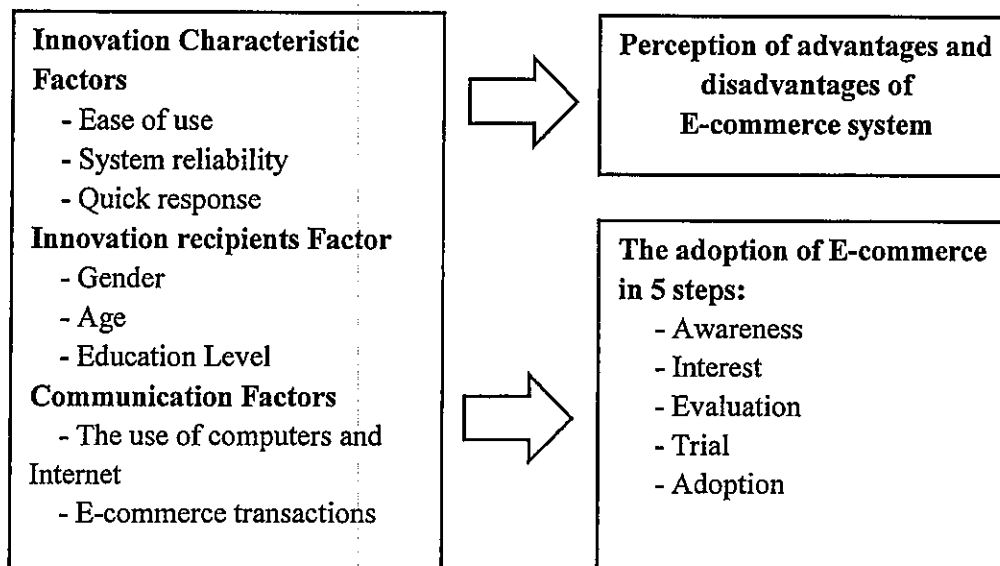 Innovation Characteristic
Factors
- Ease of use
- System reliability
- Quick response
Innovation recipients Factor
- Gender
- Age
- Education Level
Communication Factors
- The use of computers and
Internet
- E-commerce transactions
Perception of advantages and
disadvantages of
E-commerce system
The adoption of E-commerce
in 5 steps:
- Awareness
- Interest
- Evaluation
- Trial
- Adoption